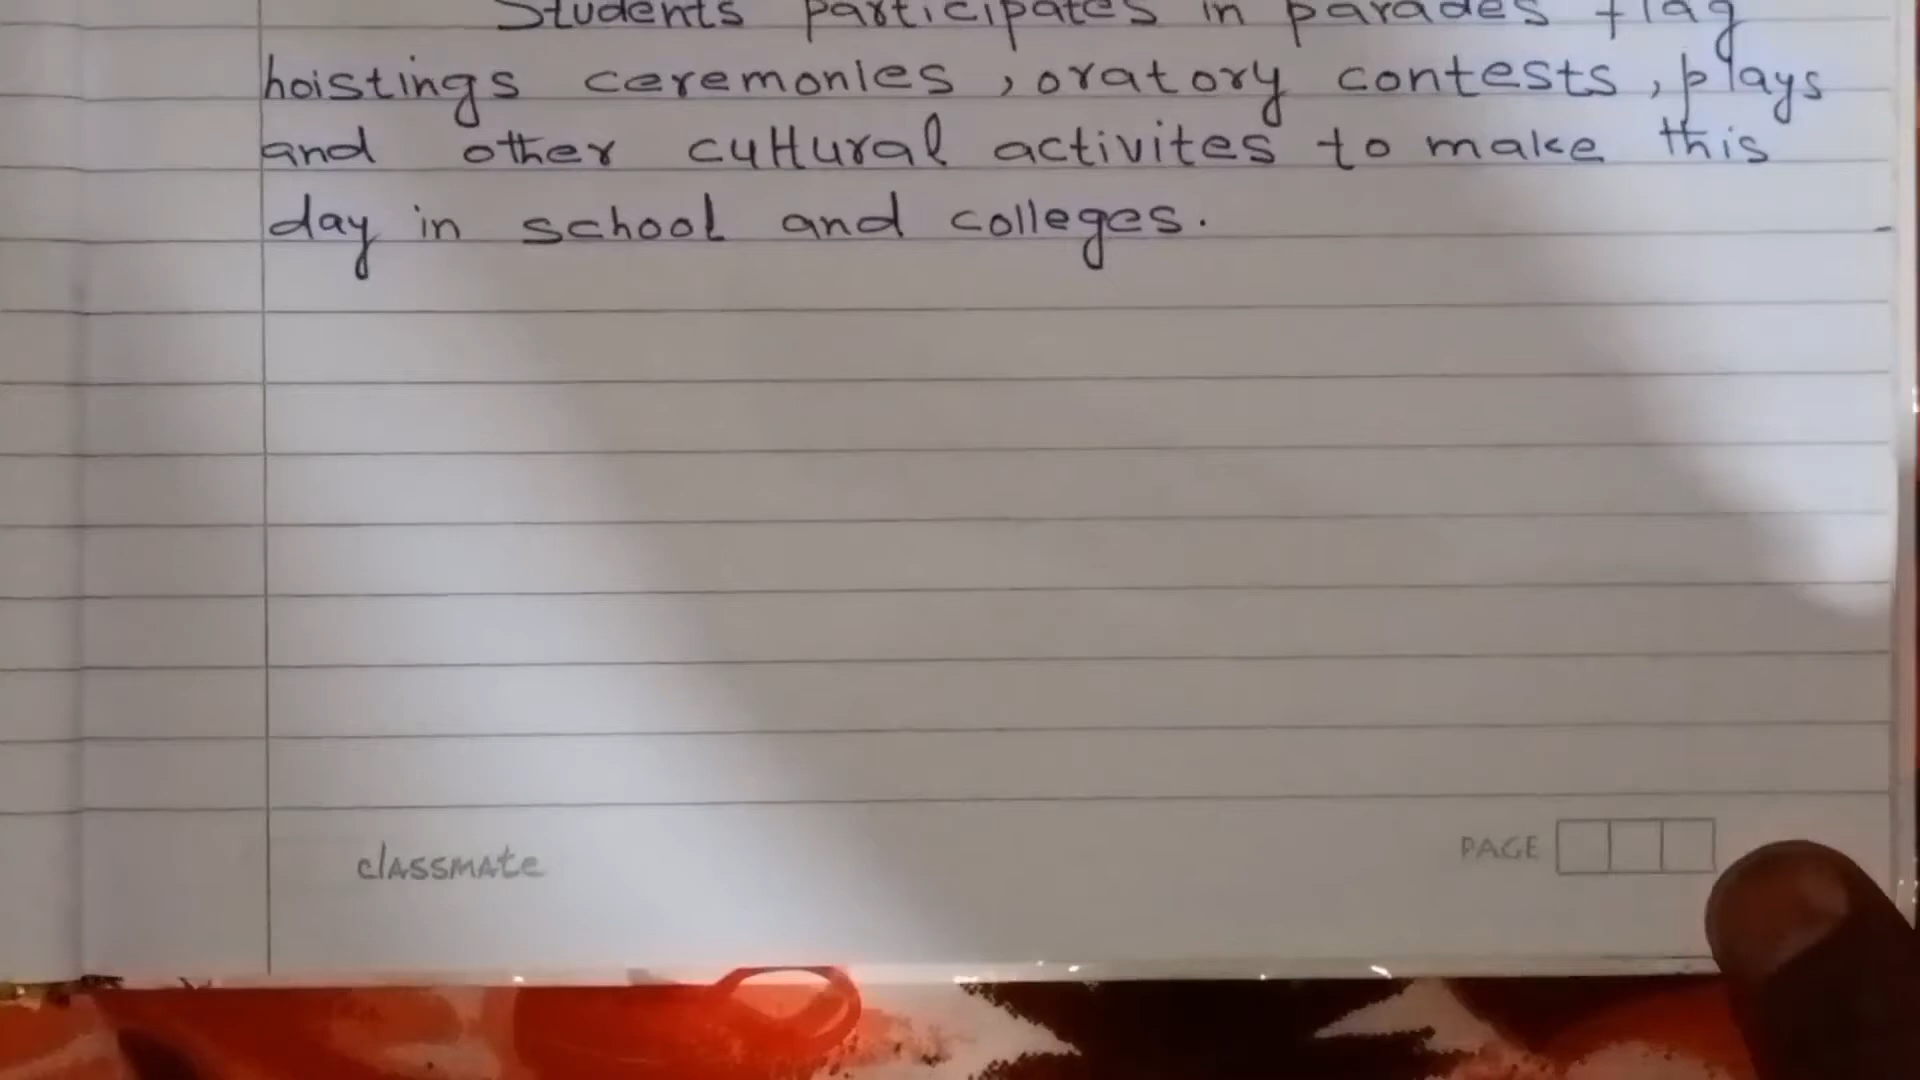 Students participates in parades flag
hoistings ceremonies , oratory contests , plays
and other cultural activites to make this
day in school and colleges.
classmate
PAGE